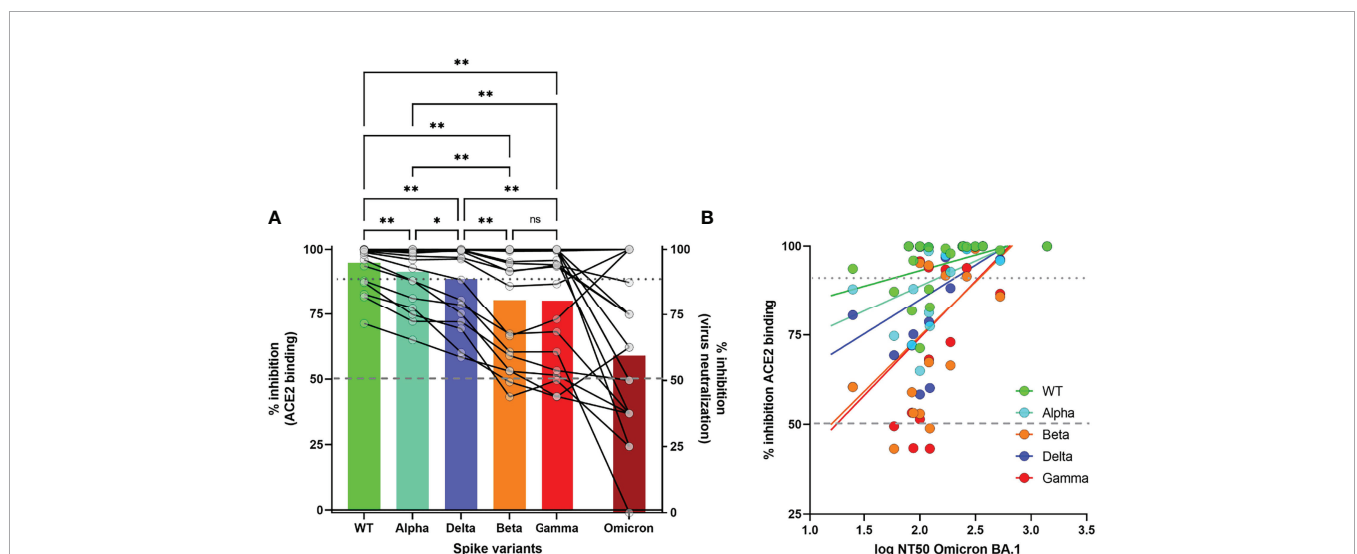 **
**
**
**
**
**
**
*
**
ns
A
100
75
50
25
0
% inhibition
(ACE2 binding)
100
75
50
25
0
% inhibition
(virus neutralization)
WT
Alpha
Delta
Beta
Gamma
Omicron
Spike variants
B
100
75
50
25
% inhibition ACE2 binding
WT
Alpha
Beta
Delta
Gamma
1.0
1.5
2.0
2.5
3.0
3.5
log NT50 Omicron BA.1